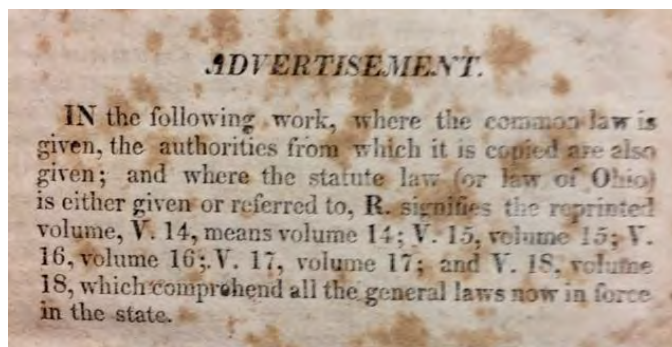 ADVERTISEMENT.
IN the following work, where the common law is
given, the authorities from which it is copied are also
given; and where the statute law (or law of Ohio)
is either given or referred to, R. signifies the reprinted
volume, V. 14, means volume 14; V. 15, volume 15; V.
16, volume 16; V. 17, volume 17; and V. 18, volume
18, which comprehend all the general laws now in force
in the state.